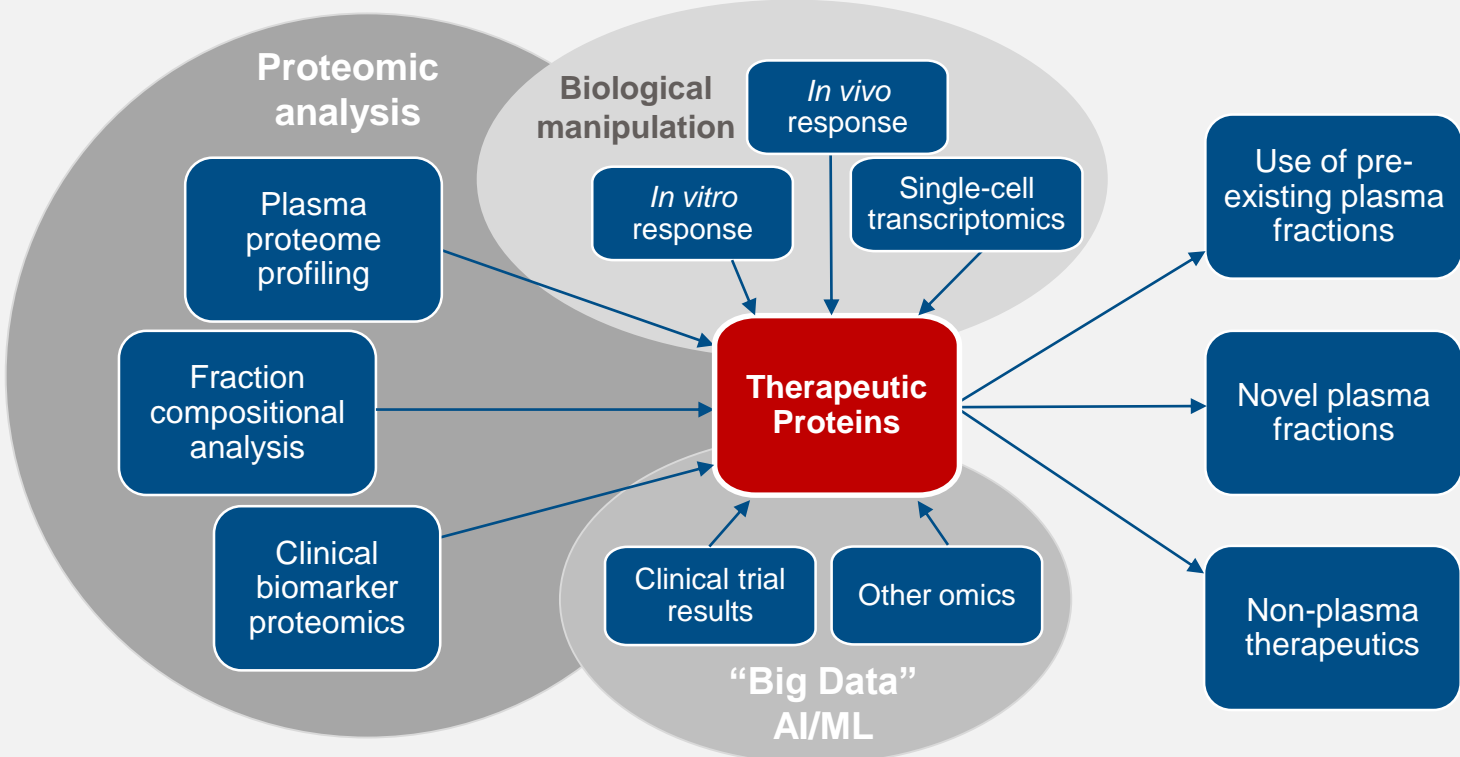 Proteomic
analysis
Plasma
proteome
profiling
Fraction
compositional
analysis
Clinical
biomarker
proteomics
Biological
manipulation
In vitro
response
In vivo
response
Single-cell
transcriptomics
Therapeutic
Proteins
Clinical trial
results
Other omics
“Big Data”
AI/ML
Use of pre-
existing plasma
fractions
Novel plasma
fractions
Non-plasma
therapeutics